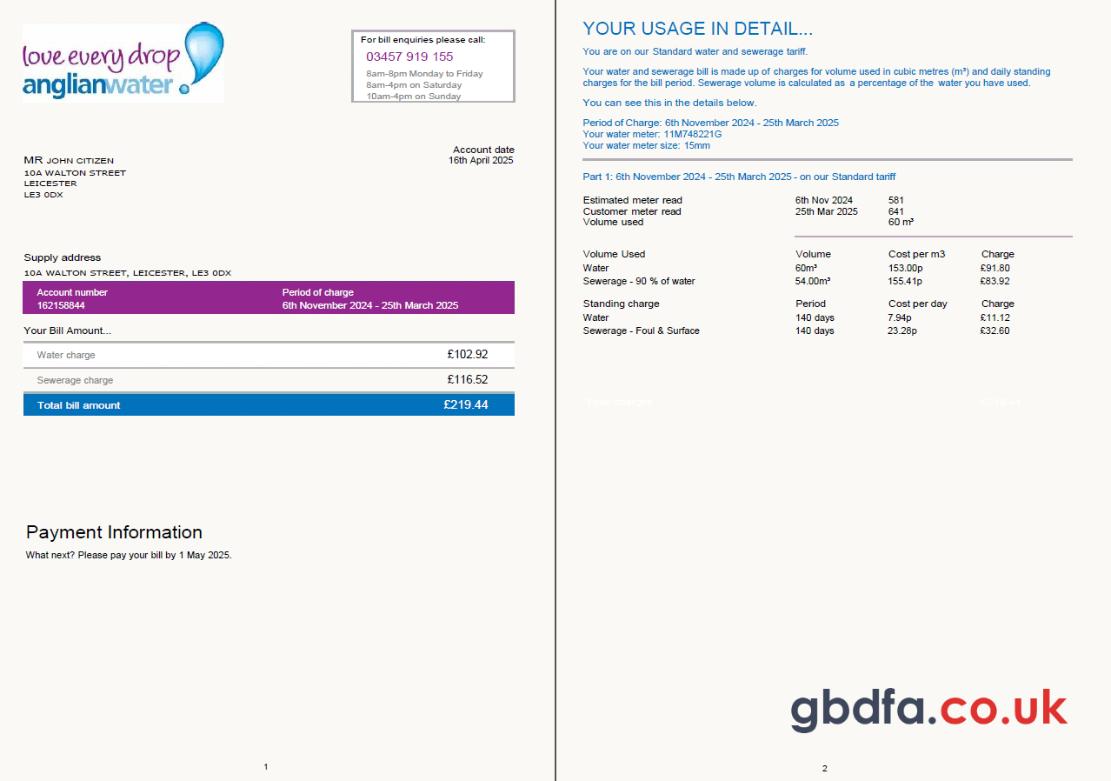 love every drop
anglianwater
For bill enquiries please call:
03457 919 155
8am-8pm Monday to Friday
8am-4pm on Saturday
10am-4pm on Sunday
Account date
16th April 2025
MR JOHN CITIZEN
10A WALTON STREET
LEICESTER
LE3 0DX
Supply address
10A WALTON STREET, LEICESTER, LE3 0DX
Account number Period of charge
162158844 6th November 2024 - 25th March 2025
Your Bill Amount...
Water charge £102.92
Sewerage charge £116.52
Total bill amount £219.44
Payment Information
What next? Please pay your bill by 1 May 2025.
1
YOUR USAGE IN DETAIL...
You are on our Standard water and sewerage tariff.
Your water and sewerage bill is made up of charges for volume used in cubic metres (m³) and daily standing
charges for the bill period. Sewerage volume is calculated as a percentage of the water you have used.
You can see this in the details below.
Period of Charge: 6th November 2024 - 25th March 2025
Your water meter: 11M748221G
Your water meter size: 15mm
Part 1: 6th November 2024 - 25th March 2025 - on our Standard tariff
Estimated meter read 6th Nov 2024 581
Customer meter read 25th Mar 2025 641
Volume used 60 m³
Volume Used Volume Cost per m3 Charge
Water 60m³ 153.00p £91.80
Sewerage - 90 % of water 54.00m³ 155.41p £83.92
Standing charge Period Cost per day Charge
Water 140 days 7.94p £11.12
Sewerage - Foul & Surface 140 days 23.28p £32.60
gbdfa.co.uk
2